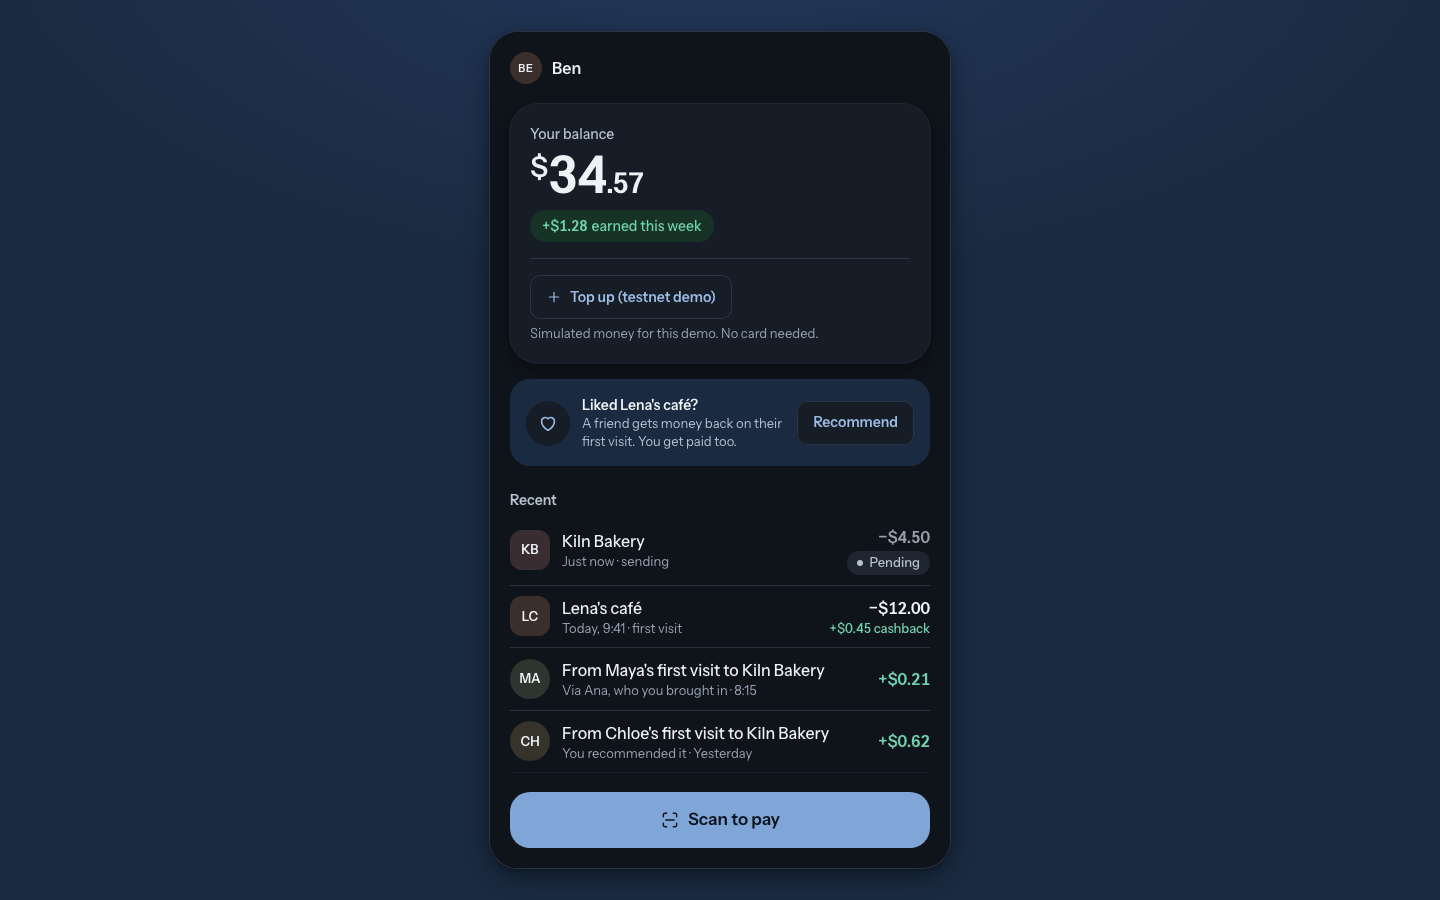 BE Ben
Your balance
$34.57
+$1.28 earned this week
Top up (testnet demo)
Simulated money for this demo. No card needed.
Liked Lena's café?
A friend gets money back on their
first visit. You get paid too.
Recommend
Recent
KB Kiln Bakery −$4.50
Just now · sending Pending
LC Lena's café −$12.00
Today, 9:41 · first visit +$0.45 cashback
MA From Maya's first visit to Kiln Bakery +$0.21
Via Ana, who you brought in · 8:15
CH From Chloe's first visit to Kiln Bakery +$0.62
You recommended it · Yesterday
Scan to pay